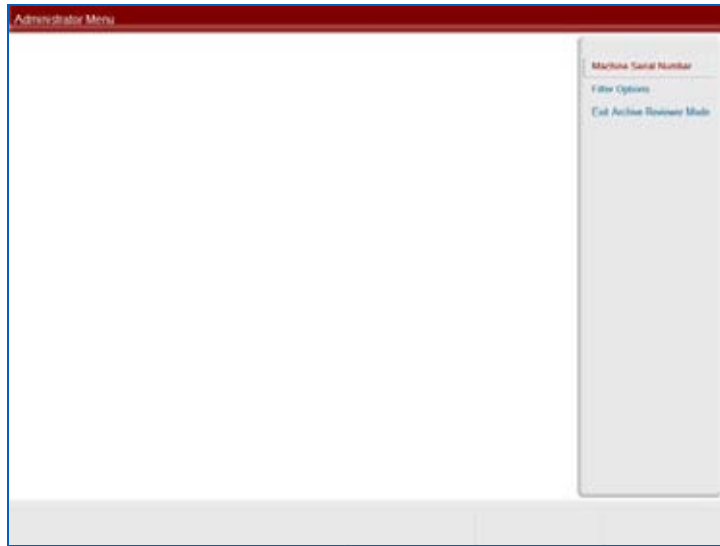 Administrator Menu
Machine Serial Number
Filter Options
Exit Archive Reviewer Mode